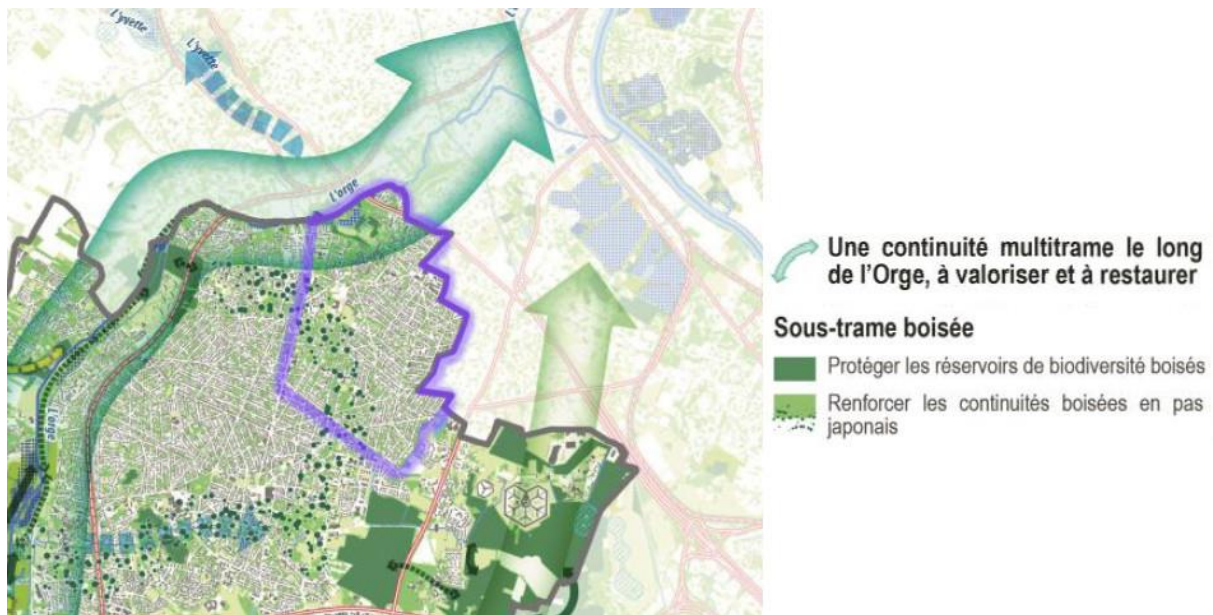 L'yvette
L'yvette
L'orge
L'orge
Une continuité multitrame le long
de l'Orge, à valoriser et à restaurer
Sous-trame boisée
Protéger les réservoirs de biodiversité boisés
Renforcer les continuités boisées en pas
japonais